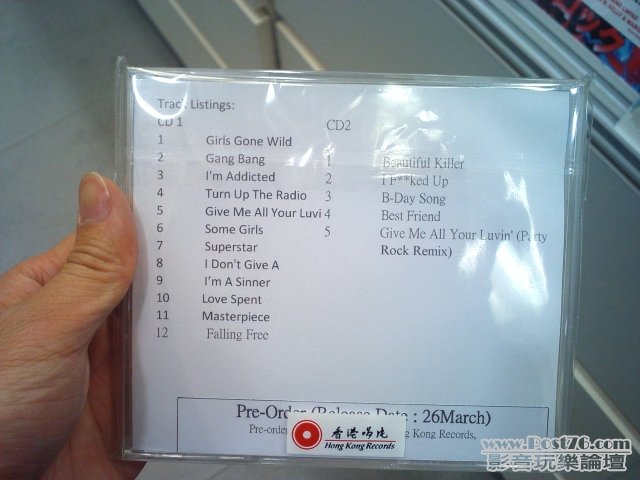 Track Listings:
CD 1
1 Girls Gone Wild
2 Gang Bang
3 I'm Addicted
4 Turn Up The Radio
5 Give Me All Your Luvi
6 Some Girls
7 Superstar
8 I Don't Give A
9 I'm A Sinner
10 Love Spent
11 Masterpiece
12 Falling Free
CD2
1 Beautiful Killer
2 I F**ked Up
3 B-Day Song
4 Best Friend
5 Give Me All Your Luvin' (Party
Rock Remix)
Pre-Order (Release Date : 26March)
Pre-order Kong Records.
香港唱片
Hong Kong Records
www.Post76.com
影音玩樂論壇